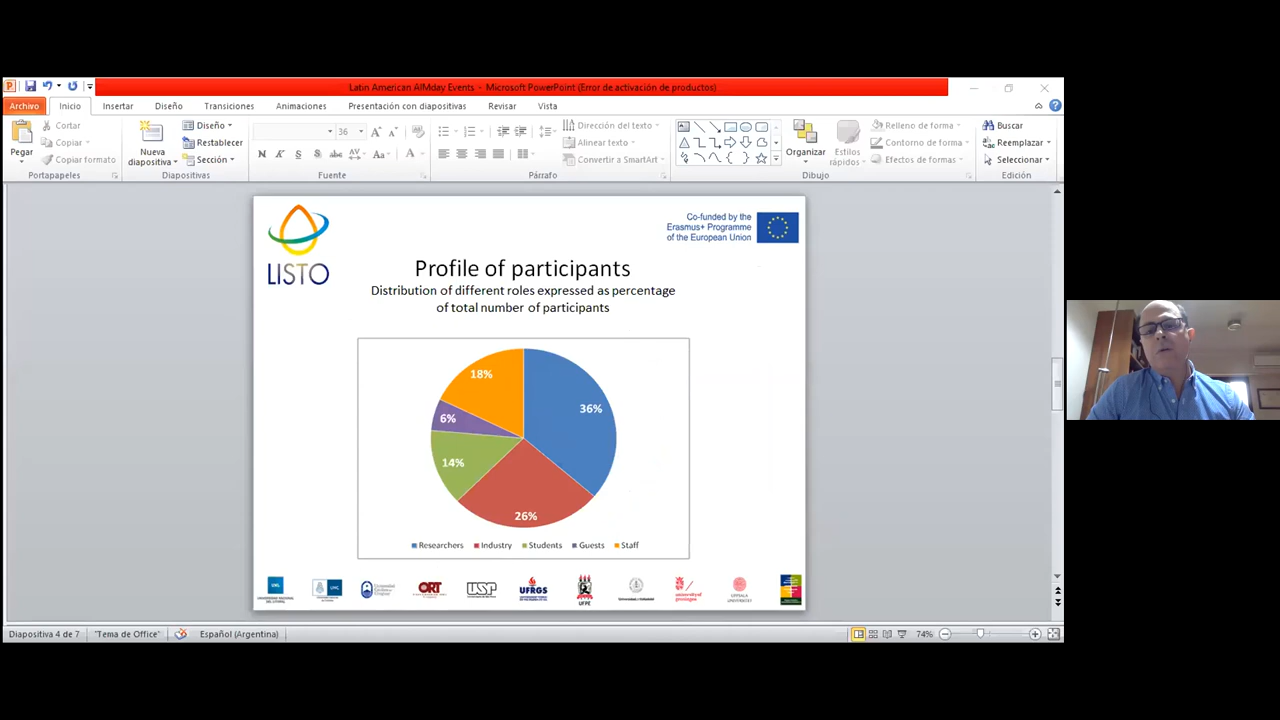 Latin American AIMday Events - Microsoft PowerPoint (Error de activación de productos)
Archivo Inicio Insertar Diseño Transiciones Animaciones Presentación con diapositivas Revisar Vista
Pegar
Cortar
Copiar
Copiar formato
Portapapeles
Nueva
diapositiva
Diseño
Restablecer
Sección
Diapositivas
36
Fuente
Párrafo
Dirección del texto
Alinear texto
Convertir a SmartArt
Organizar
Estilos
rápidos
Relleno de forma
Contorno de forma
Efectos de formas
Dibujo
Buscar
Reemplazar
Seleccionar
Edición
LISTO
Co-funded by the
Erasmus+ Programme
of the European Union
Profile of participants
Distribution of different roles expressed as percentage
of total number of participants
18%
36%
6%
14%
26%
Researchers Industry Students Guests Staff
ORT
USP
UFRGS
UFPE
Diapositiva 4 de 7 "Tema de Office" Español (Argentina) 74%